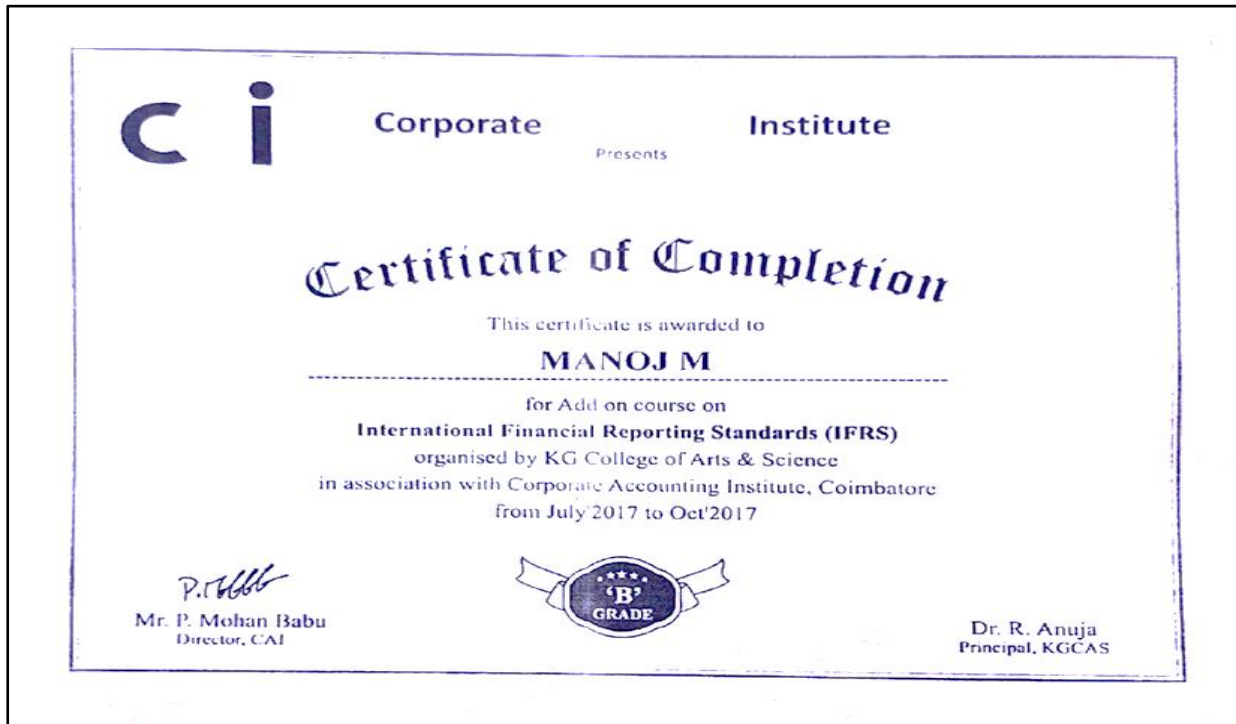 c i
Corporate Institute
Presents
Certificate of Completion
This certificate is awarded to
MANOJ M
for Add on course on
International Financial Reporting Standards (IFRS)
organised by KG College of Arts & Science
in association with Corporate Accounting Institute, Coimbatore
from July'2017 to Oct'2017
'B'
GRADE
Mr. P. Mohan Babu
Director, CAI
Dr. R. Anuja
Principal, KGCAS